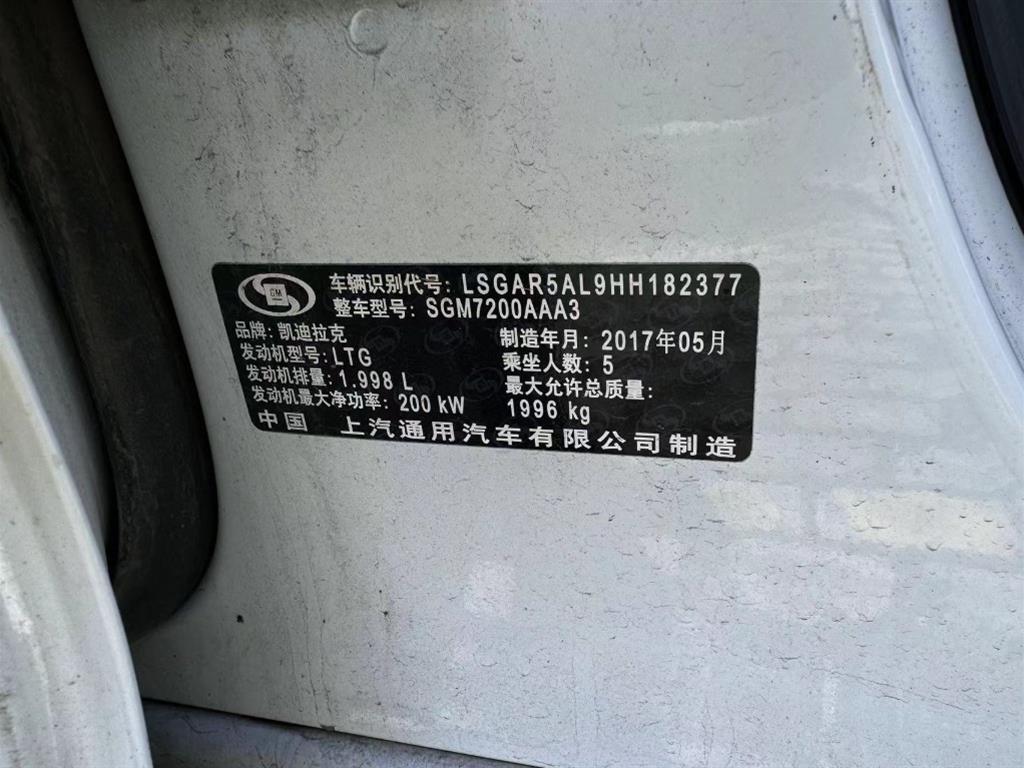 GM
车辆识别代号: LSGAR5AL9HH182377
整车型号: SGM7200AAA3
品牌: 凯迪拉克 制造年月: 2017年05月
发动机型号: LTG 乘坐人数: 5
发动机排量: 1.998 L 最大允许总质量:
发动机最大净功率: 200 kW 1996 kg
中国 上汽通用汽车有限公司制造